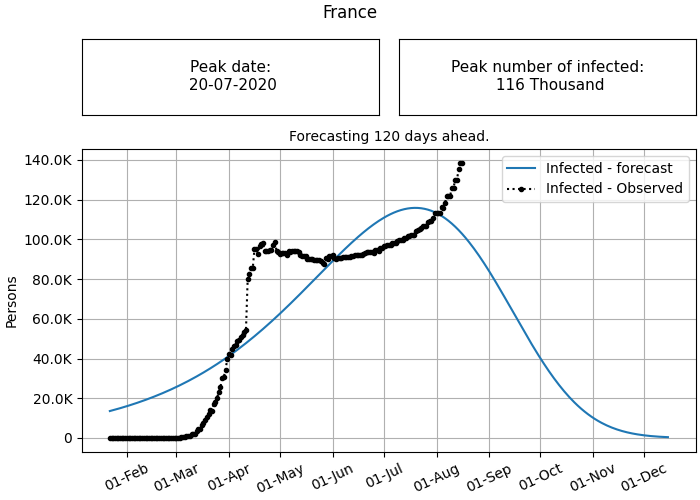 France
Peak date:
20-07-2020
Peak number of infected:
116 Thousand
Forecasting 120 days ahead.
140.0K
120.0K
100.0K
80.0K
60.0K
40.0K
20.0K
0
Persons
Infected - forecast
Infected - Observed
01-Feb
01-Mar
01-Apr
01-May
01-Jun
01-Jul
01-Aug
01-Sep
01-Oct
01-Nov
01-Dec